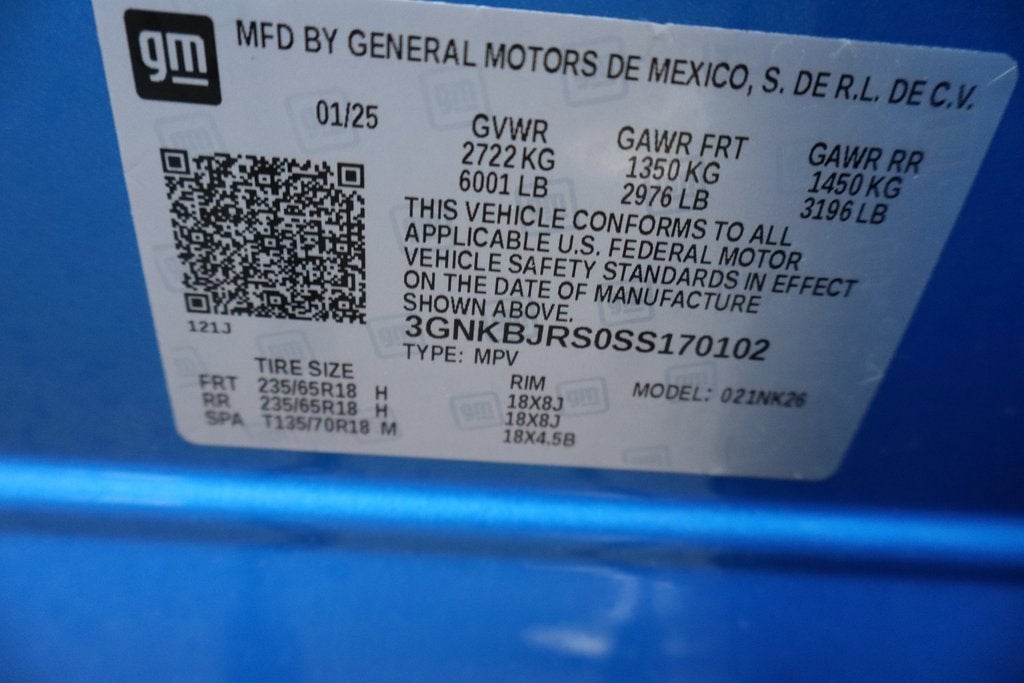 gm
MFD BY GENERAL MOTORS DE MEXICO, S. DE R.L. DE C.V.
01/25
GVWR
2722 KG
6001 LB
GAWR FRT
1350 KG
2976 LB
GAWR RR
1450 KG
3196 LB
THIS VEHICLE CONFORMS TO ALL
APPLICABLE U.S. FEDERAL MOTOR
VEHICLE SAFETY STANDARDS IN EFFECT
ON THE DATE OF MANUFACTURE
SHOWN ABOVE.
121J
3GNKBJRS0SS170102
TYPE: MPV
MODEL: 021NK26
TIRE SIZE RIM
FRT 235/65R18 H 18X8J
RR 235/65R18 H 18X8J
SPA T135/70R18 M 18X4.5B